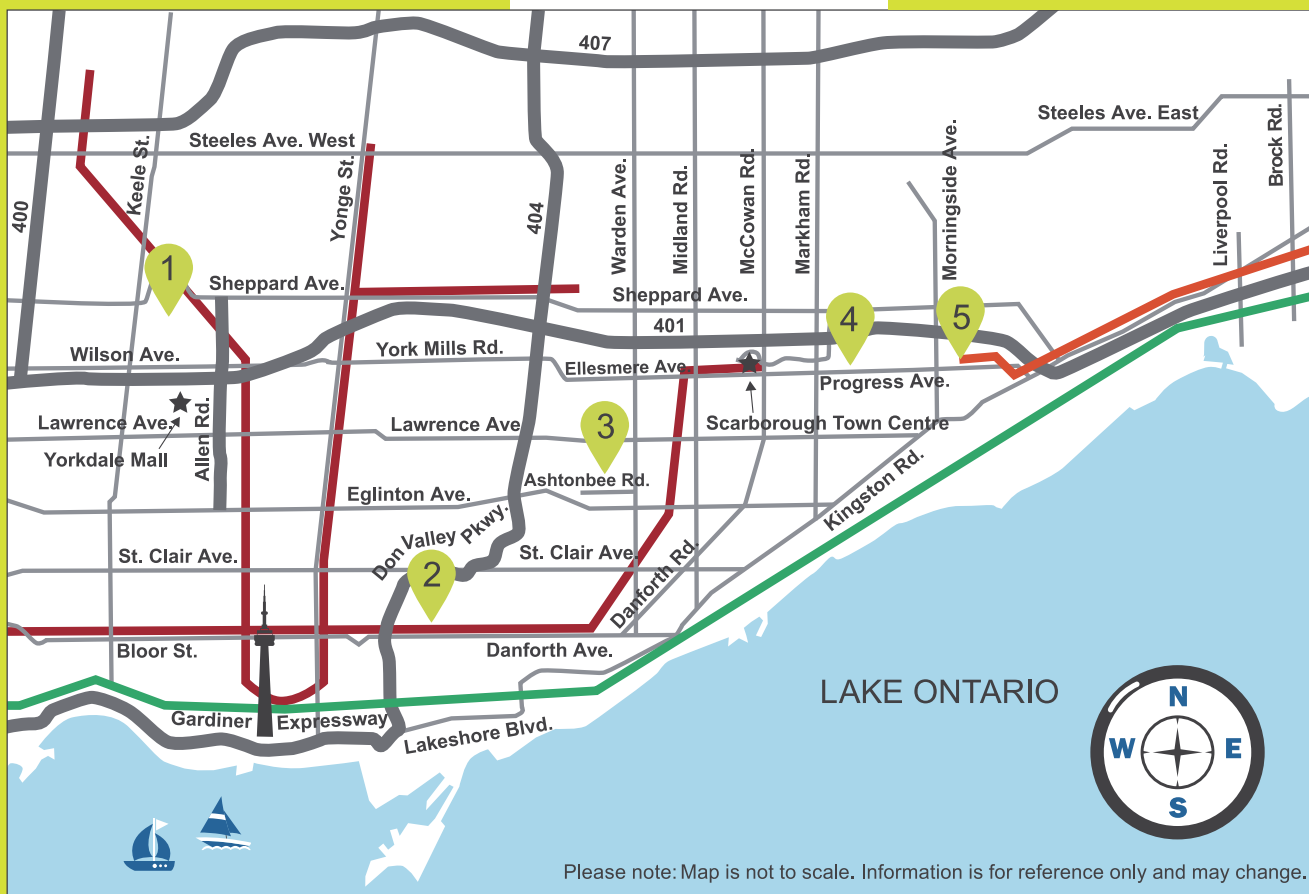 407
Steeles Ave. East
Brock Rd.
Steeles Ave. West
Keele St.
Yonge St.
400
404
Warden Ave.
Midland Rd.
McCowan Rd.
Markham Rd.
Morningside Ave.
Liverpool Rd.
1
Sheppard Ave.
Sheppard Ave.
401
4
5
Wilson Ave.
York Mills Rd.
Ellesmere Ave.
Progress Ave.
Lawrence Ave.
Yorkdale Mall
Allen Rd.
Lawrence Ave
3
Scarborough Town Centre
Ashtonbee Rd.
Eglinton Ave.
Kingston Rd.
Don Valley Pkwy.
St. Clair Ave.
St. Clair Ave.
2
Danforth Rd.
Bloor St.
Danforth Ave.
Gardiner Expressway
Lakeshore Blvd.
LAKE ONTARIO
N
W
E
S
Please note: Map is not to scale. Information is for reference only and may change.